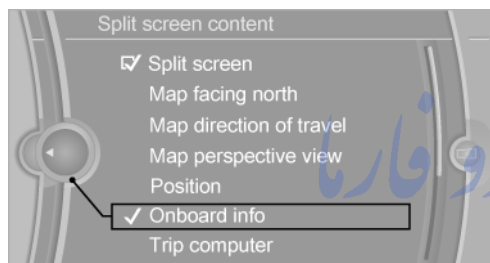 Split screen content
Split screen
Map facing north
Map direction of travel
Map perspective view
Position
Onboard info
Trip computer